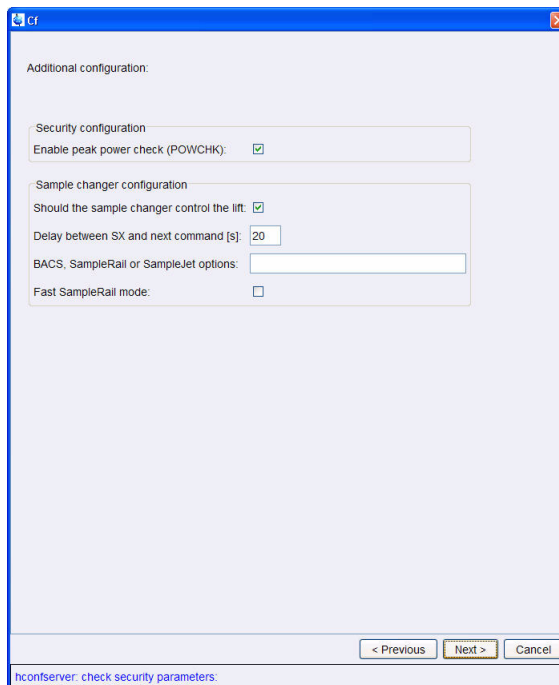 Cf
Additional configuration:
Security configuration
Enable peak power check (POWCHK):
Sample changer configuration
Should the sample changer control the lift:
Delay between SX and next command [s]: 20
BACS, SampleRail or SampleJet options:
Fast SampleRail mode:
< Previous Next > Cancel
hconfserver: check security parameters: